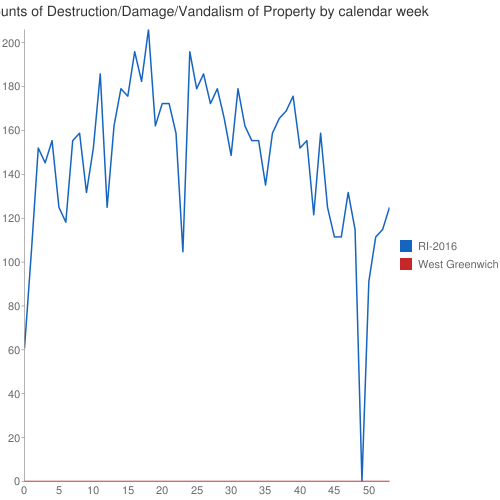 of Destruction/Damage/Vandalism of Property by calendar week
200
180
160
140
120
100
80
60
40
20
0
0 5 10 15 20 25 30 35 40 45 50
RI-2016
West Greenwich